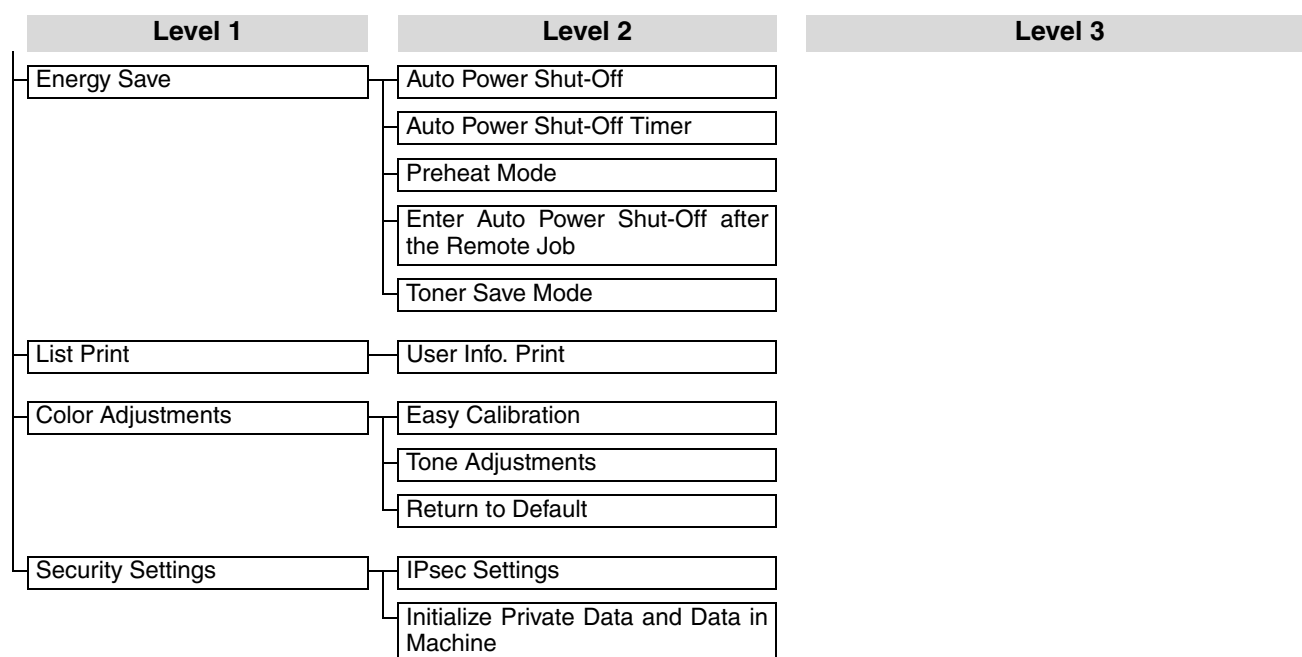 Level 1 Level 2 Level 3
Energy Save Auto Power Shut-Off
Auto Power Shut-Off Timer
Preheat Mode
Enter Auto Power Shut-Off after
the Remote Job
Toner Save Mode
List Print User Info. Print
Color Adjustments Easy Calibration
Tone Adjustments
Return to Default
Security Settings IPsec Settings
Initialize Private Data and Data in
Machine